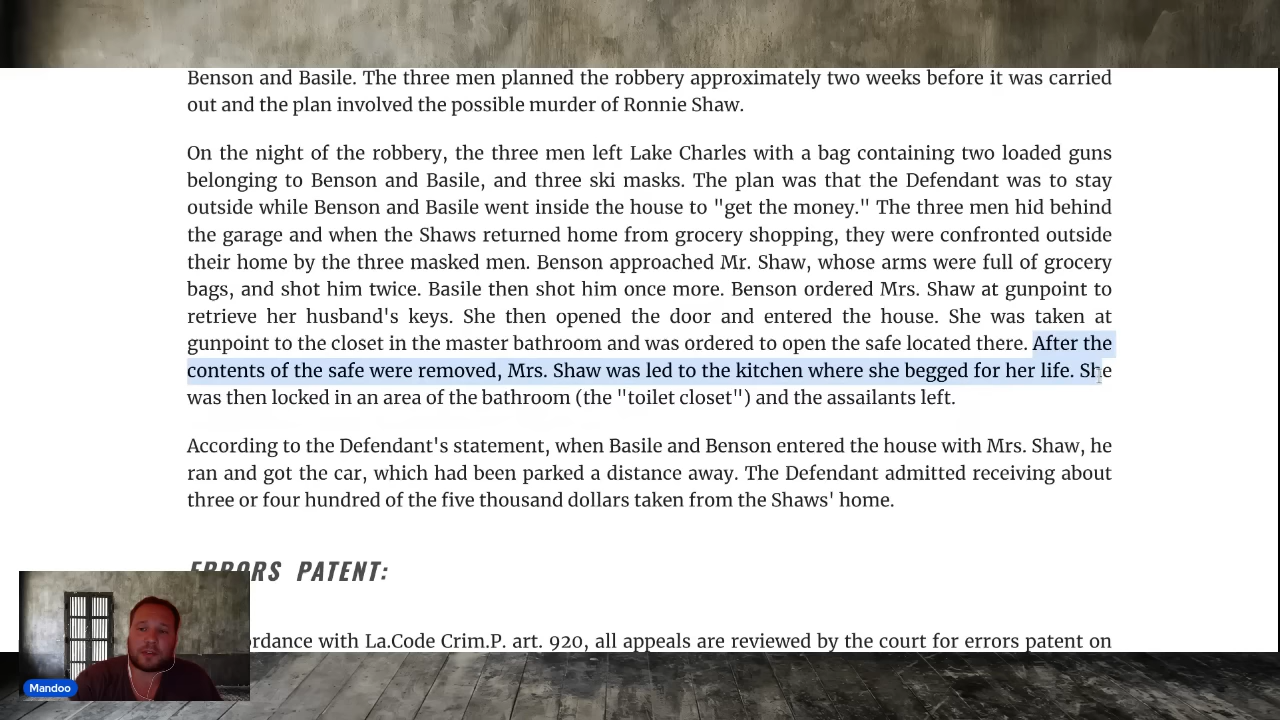 Benson and Basile. The three men planned the robbery approximately two weeks before it was carried
out and the plan involved the possible murder of Ronnie Shaw.
On the night of the robbery, the three men left Lake Charles with a bag containing two loaded guns
belonging to Benson and Basile, and three ski masks. The plan was that the Defendant was to stay
outside while Benson and Basile went inside the house to "get the money." The three men hid behind
the garage and when the Shaws returned home from grocery shopping, they were confronted outside
their home by the three masked men. Benson approached Mr. Shaw, whose arms were full of grocery
bags, and shot him twice. Basile then shot him once more. Benson ordered Mrs. Shaw at gunpoint to
retrieve her husband's keys. She then opened the door and entered the house. She was taken at
gunpoint to the closet in the master bathroom and was ordered to open the safe located there. After the
contents of the safe were removed, Mrs. Shaw was led to the kitchen where she begged for her life. She
was then locked in an area of the bathroom (the "toilet closet") and the assailants left.
According to the Defendant's statement, when Basile and Benson entered the house with Mrs. Shaw, he
ran and got the car, which had been parked a distance away. The Defendant admitted receiving about
three or four hundred of the five thousand dollars taken from the Shaws' home.
ERRORS PATENT:
with La.Code Crim.P. art. 920, all appeals are reviewed by the court for errors patent on
Mandoo